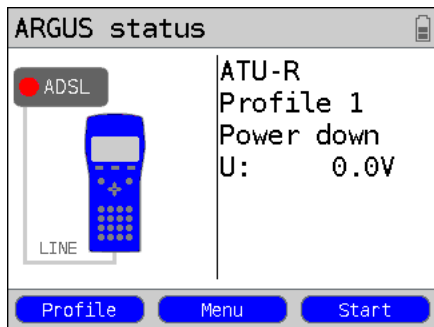 ARGUS status
ADSL
LINE
ATU-R
Profile 1
Power down
U: 0.0V
Profile
Menu
Start